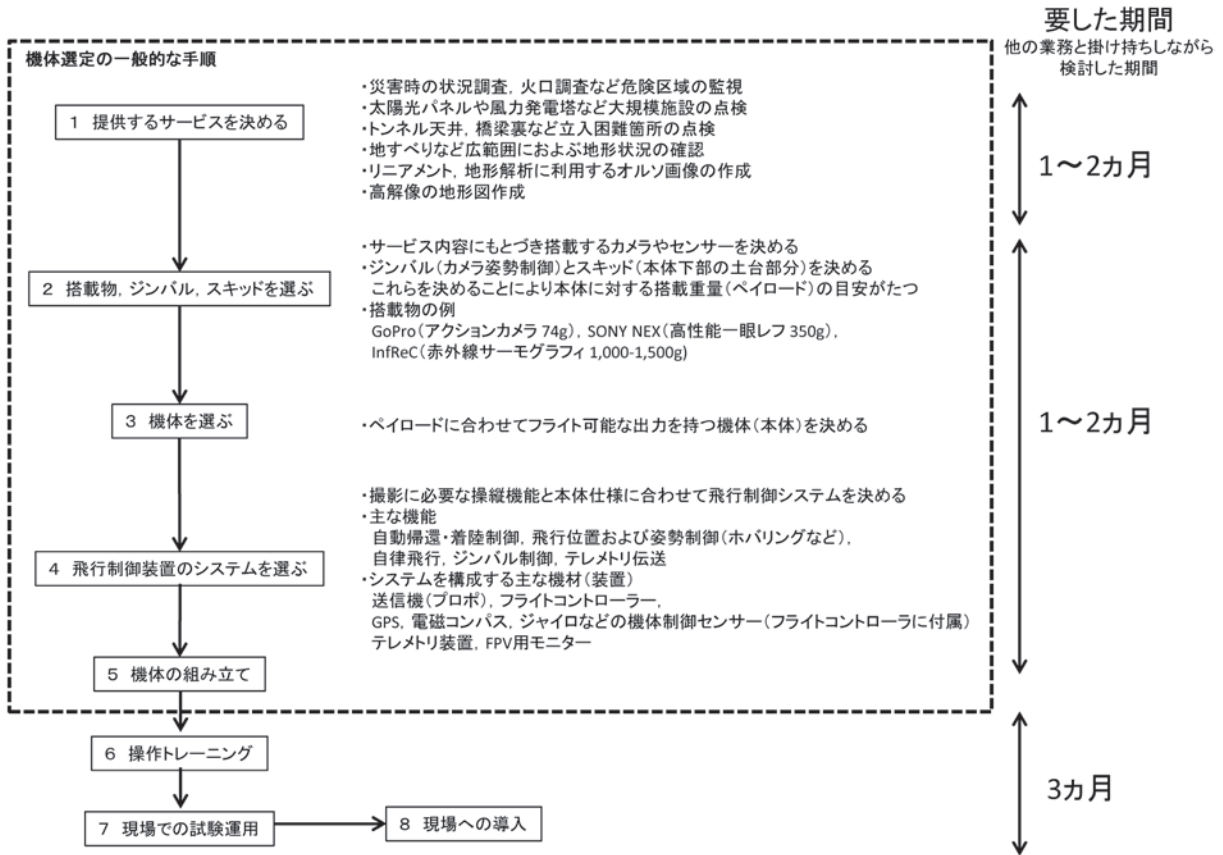 要した期間
他の業務と掛け持ちしながら
検討した期間
機体選定の一般的な手順
1 提供するサービスを決める
・災害時の状況調査，火口調査など危険区域の監視
・太陽光パネルや風力発電塔など大規模施設の点検
・トンネル天井，橋梁裏など立入困難箇所の点検
・地すべりなど広範囲におよぶ地形状況の確認
・リニアメント，地形解析に利用するオルソ画像の作成
・高解像の地形図作成
1～2ヵ月
2 搭載物，ジンバル，スキッドを選ぶ
・サービス内容にもとづき搭載するカメラやセンサーを決める
・ジンバル(カメラ姿勢制御)とスキッド(本体下部の土台部分)を決める
これらを決めることにより本体に対する搭載重量(ペイロード)の目安がたつ
・搭載物の例
GoPro(アクションカメラ 74g)，SONY NEX(高性能一眼レフ 350g)，
InfReC(赤外線サーモグラフィ 1,000-1,500g)
3 機体を選ぶ
・ペイロードに合わせてフライト可能な出力を持つ機体(本体)を決める
1～2ヵ月
4 飛行制御装置のシステムを選ぶ
・撮影に必要な操縦機能と本体仕様に合わせて飛行制御システムを決める
・主な機能
自動帰還・着陸制御，飛行位置および姿勢制御(ホバリングなど)，
自律飛行，ジンバル制御，テレメトリ伝送
・システムを構成する主な機材(装置)
送信機(プロポ)，フライトコントローラー，
GPS，電磁コンパス，ジャイロなどの機体制御センサー(フライトコントローラに付属)
テレメトリ装置，FPV用モニター
5 機体の組み立て
6 操作トレーニング
7 現場での試験運用
8 現場への導入
3ヵ月